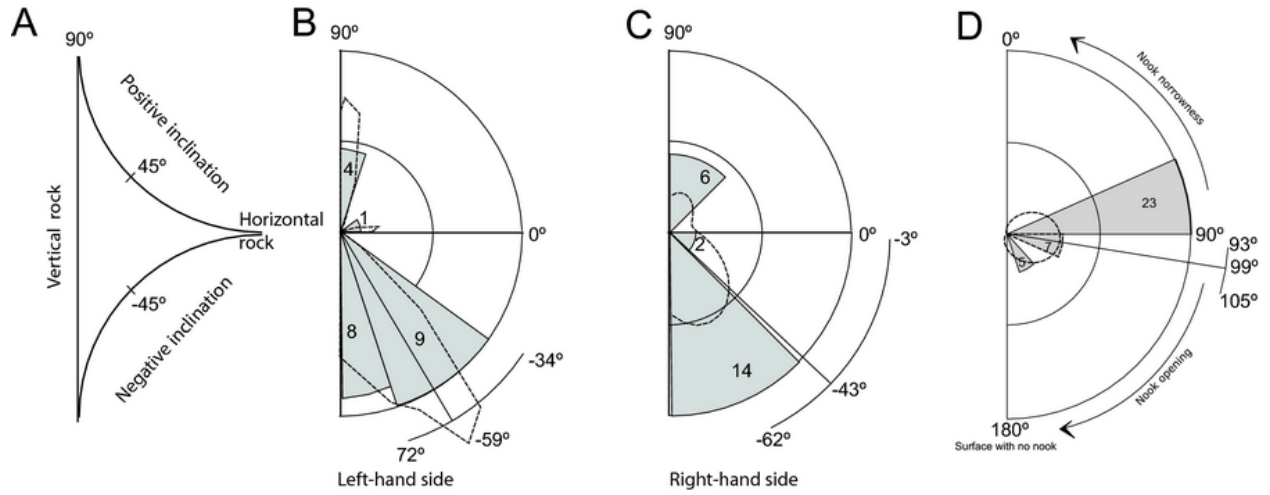 A
90º
Positive inclination
45º
Vertical rock
Horizontal
rock
-45º
Negative inclination
B
90º
4
1
0º
8
9
-34º
-59º
72º
Left-hand side
C
90º
6
2
0º
-3º
14
-43º
-62º
Right-hand side
D
0º
Nook norrowness
23
90º
93º
99º
105º
7
5
Nook opening
180º
Surface with no nook